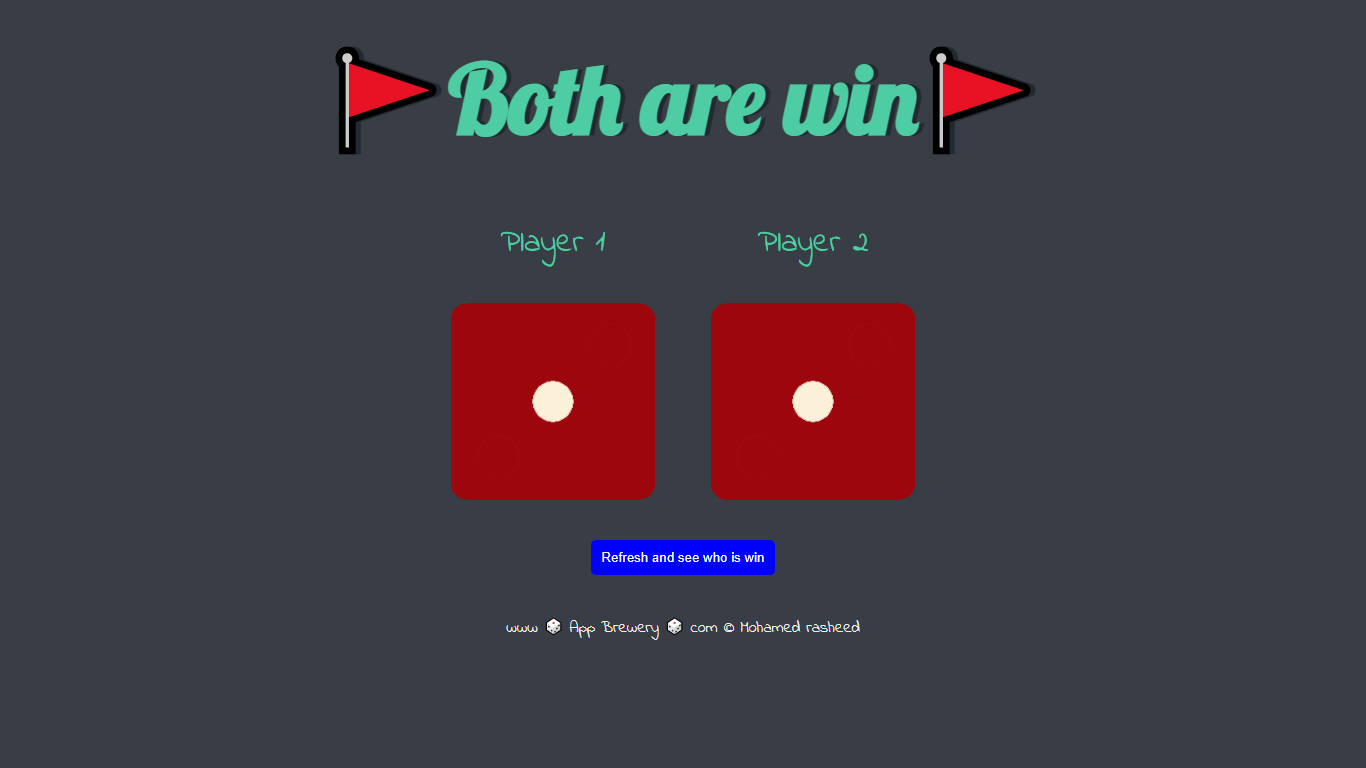 🚩Both are win🚩
Player 1 Player 2
Refresh and see who is win
www 🎲 App Brewery 🎲 com © Mohamed rasheed